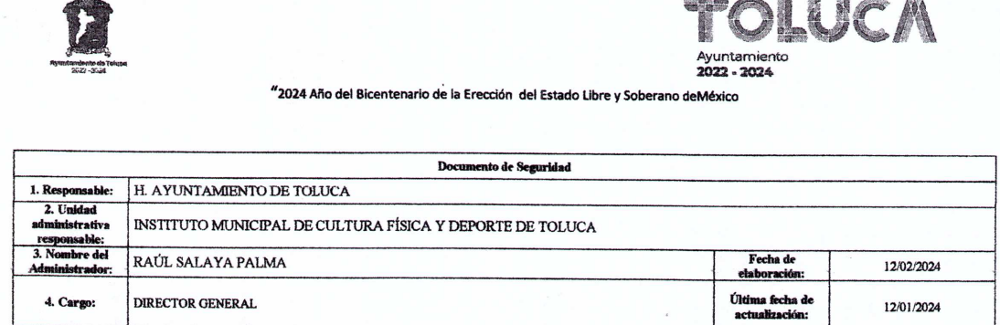 Ayuntamiento de Toluca
2022 - 2024
TOLUCA
Ayuntamiento
2022 - 2024
"2024 Año del Bicentenario de la Erección del Estado Libre y Soberano deMéxico
Documento de Seguridad
1. Responsable: H. AYUNTAMIENTO DE TOLUCA
2. Unidad
administrativa
responsable:
INSTITUTO MUNICIPAL DE CULTURA FÍSICA Y DEPORTE DE TOLUCA
3. Nombre del
Administrador:
RAÚL SALAYA PALMA
Fecha de
elaboración:
12/02/2024
4. Cargo: DIRECTOR GENERAL
Última fecha de
actualización:
12/01/2024